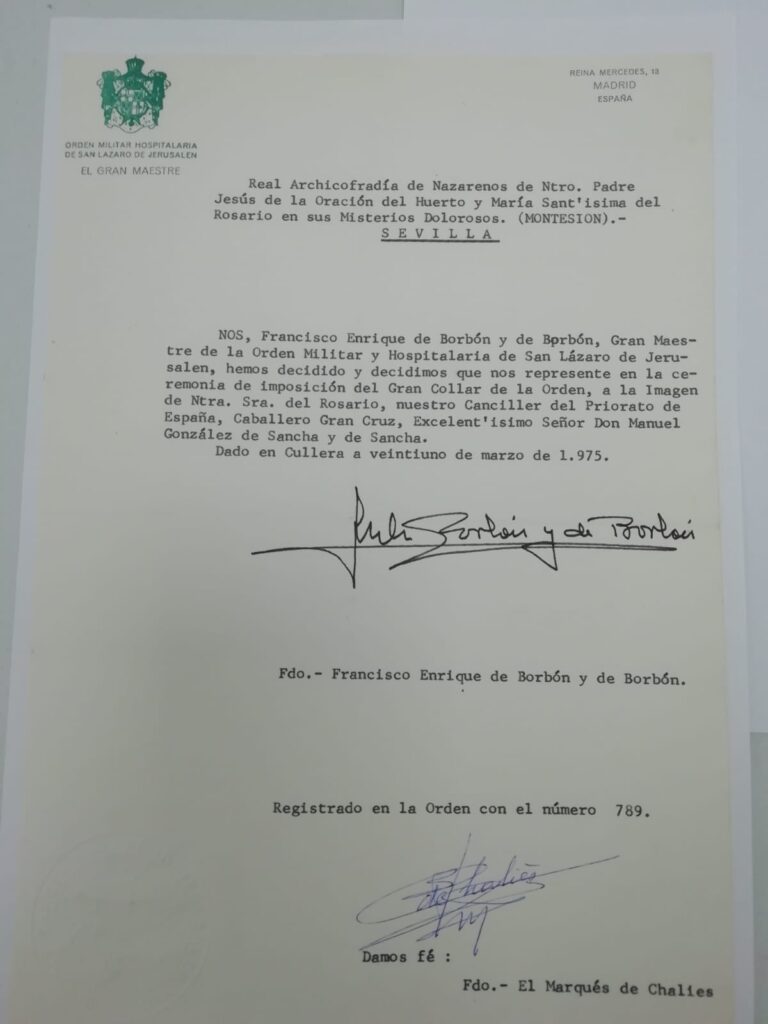 ORDEN MILITAR HOSPITALARIA
DE SAN LAZARO DE JERUSALEN
EL GRAN MAESTRE
REINA MERCEDES, 13
MADRID
ESPAÑA
Real Archicofradía de Nazarenos de Ntro. Padre
Jesús de la Oración del Huerto y María Sant'isima del
Rosario en sus Misterios Dolorosos. (MONTESION).-
SEVILLA
NOS, Francisco Enrique de Borbón y de Borbón, Gran Maes-
tre de la Orden Militar y Hospitalaria de San Lázaro de Jeru-
salen, hemos decidido y decidimos que nos represente en la ce-
remonia de imposición del Gran Collar de la Orden, a la Imagen
de Ntra. Sra. del Rosario, nuestro Canciller del Priorato de
España, Caballero Gran Cruz, Excelent'isimo Señor Don Manuel
González de Sancha y de Sancha.
Dado en Cullera a veintiuno de marzo de 1.975.
Borbón y de Borbón
Fdo.- Francisco Enrique de Borbón y de Borbón.
Registrado en la Orden con el número 789.
Chalies
Damos fé :
Fdo.- El Marqués de Chalies